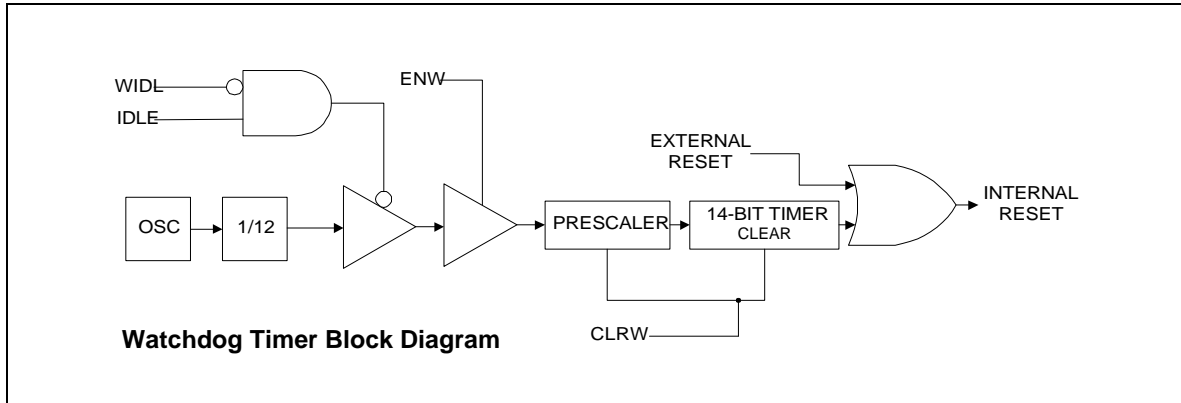 WIDL
IDLE
ENW
EXTERNAL
RESET
INTERNAL
RESET
OSC
1/12
PRESCALER
14-BIT TIMER
CLEAR
CLRW
Watchdog Timer Block Diagram